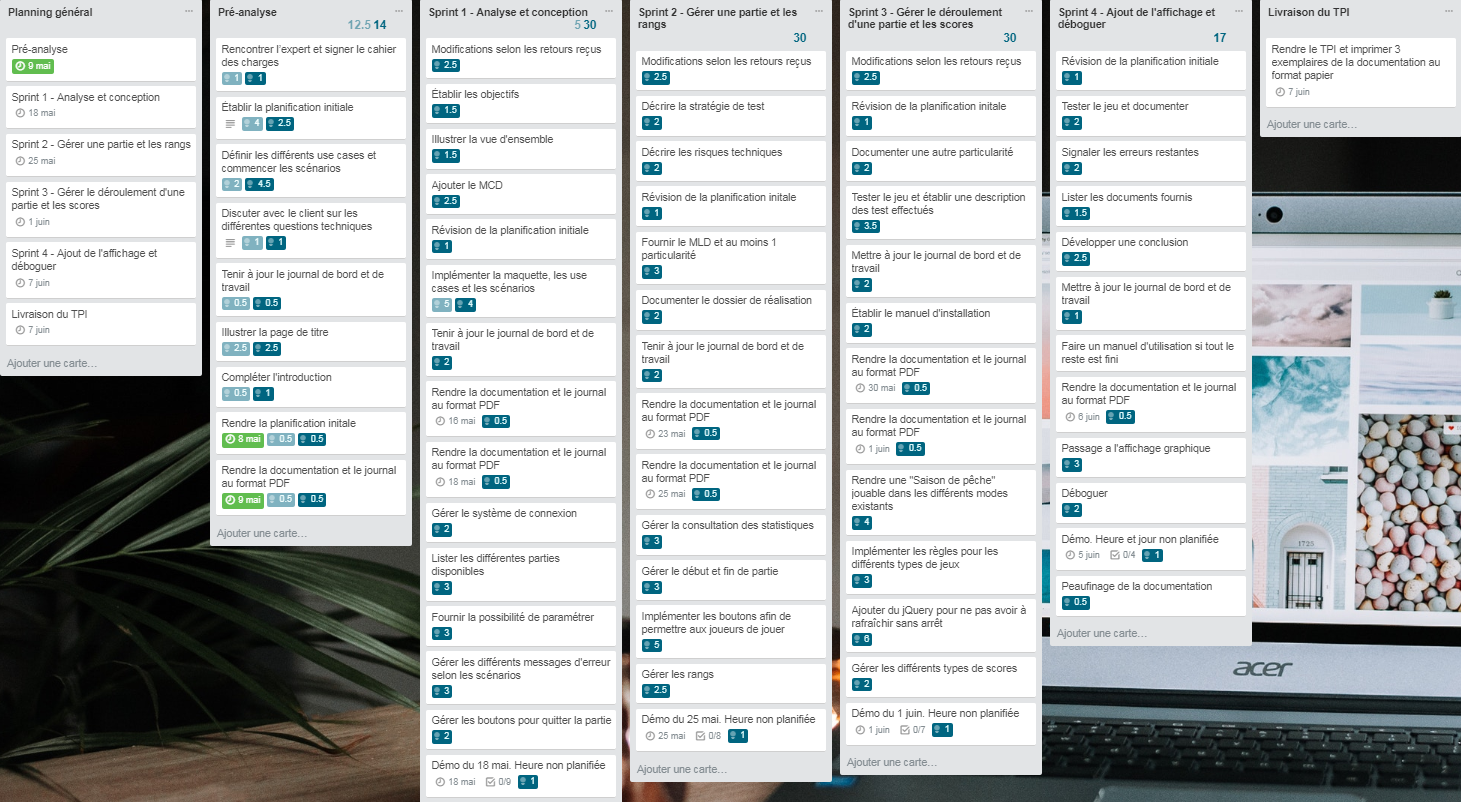 Planning général
Pré-analyse
9 mai
Sprint 1 - Analyse et conception
18 mai
Sprint 2 - Gérer une partie et les rangs
25 mai
Sprint 3 - Gérer le déroulement d'une
partie et les scores
1 juin
Sprint 4 - Ajout de l'affichage et
déboguer
7 juin
Livraison du TPI
7 juin
Ajouter une carte…
Pré-analyse
12.5 14
Rencontrer l'expert et signer le cahier
des charges
1 1
Établir la planification initiale
4 2.5
Définir les différents use cases et
commencer les scénarios
2 4.5
Discuter avec le client sur les
différentes questions techniques
1 1
Tenir à jour le journal de bord et de
travail
0.5 0.5
Illustrer la page de titre
2.5 2.5
Compléter l'introduction
0.5 1
Rendre la planification initale
8 mai 0.5 0.5
Rendre la documentation et le journal
au format PDF
9 mai 0.5 0.5
Ajouter une carte…
Sprint 1 - Analyse et conception
5 30
Modifications selon les retours reçus
2.5
Établir les objectifs
1.5
Illustrer la vue d'ensemble
1.5
Ajouter le MCD
2.5
Révision de la planification initiale
1
Implémenter la maquette, les use
cases et les scénarios
5 4
Tenir à jour le journal de bord et de
travail
2
Rendre la documentation et le journal
au format PDF
16 mai 0.5
Rendre la documentation et le journal
au format PDF
18 mai 0.5
Gérer le système de connexion
2
Lister les différentes parties
disponibles
3
Fournir la possibilité de paramétrer
3
Gérer les différents messages d'erreur
selon les scénarios
3
Gérer les boutons pour quitter la partie
2
Démo du 18 mai. Heure non planifiée
18 mai 0/9 1
Sprint 2 - Gérer une partie et les
rangs
30
Modifications selon les retours reçus
2.5
Décrire la stratégie de test
2
Décrire les risques techniques
2
Révision de la planification initale
1
Fournir le MLD et au moins 1
particularité
3
Documenter le dossier de réalisation
2
Tenir à jour le journal de bord et de
travail
2
Rendre la documentation et le journal
au format PDF
23 mai 0.5
Rendre la documentation et le journal
au format PDF
25 mai 0.5
Gérer la consultation des statistiques
3
Gérer le début et fin de partie
3
Implémenter les boutons afin de
permettre aux joueurs de jouer
5
Gérer les rangs
2.5
Démo du 25 mai. Heure non planifiée
25 mai 0/8 1
Ajouter une carte…
Sprint 3 - Gérer le déroulement
d'une partie et les scores
30
Modifications selon les retours reçus
2.5
Révision de la planification initale
1
Documenter une autre particularité
2
Tester le jeu et établir une description
des test effectués
3.5
Mettre à jour le journal de bord et de
travail
2
Établir le manuel d'installation
2
Rendre la documentation et le journal
au format PDF
30 mai 0.5
Rendre la documentation et le journal
au format PDF
1 juin 0.5
Rendre une "Saison de pêche"
jouable dans les différents modes
existants
4
Implémenter les règles pour les
différents types de jeux
3
Ajouter du jQuery pour ne pas avoir à
rafraîchir sans arrêt
6
Gérer les différents types de scores
2
Démo du 1 juin. Heure non planifiée
1 juin 0/7 1
Ajouter une carte…
Sprint 4 - Ajout de l'affichage et
déboguer
17
Révision de la planification initiale
1
Tester le jeu et documenter
2
Signaler les erreurs restantes
2
Lister les documents fournis
1.5
Développer une conclusion
2.5
Mettre à jour le journal de bord et de
travail
1
Faire un manuel d'utilisation si tout le
reste est fini
Rendre la documentation et le journal
au format PDF
6 juin 0.5
Passage a l'affichage graphique
3
Déboguer
2
Démo. Heure et jour non planifiée
5 juin 0/4 1
Peaufinage de la documentation
0.5
Ajouter une carte…
Livraison du TPI
Rendre le TPI et imprimer 3
exemplaires de la documentation au
format papier
7 juin
Ajouter une carte…
1725
acer